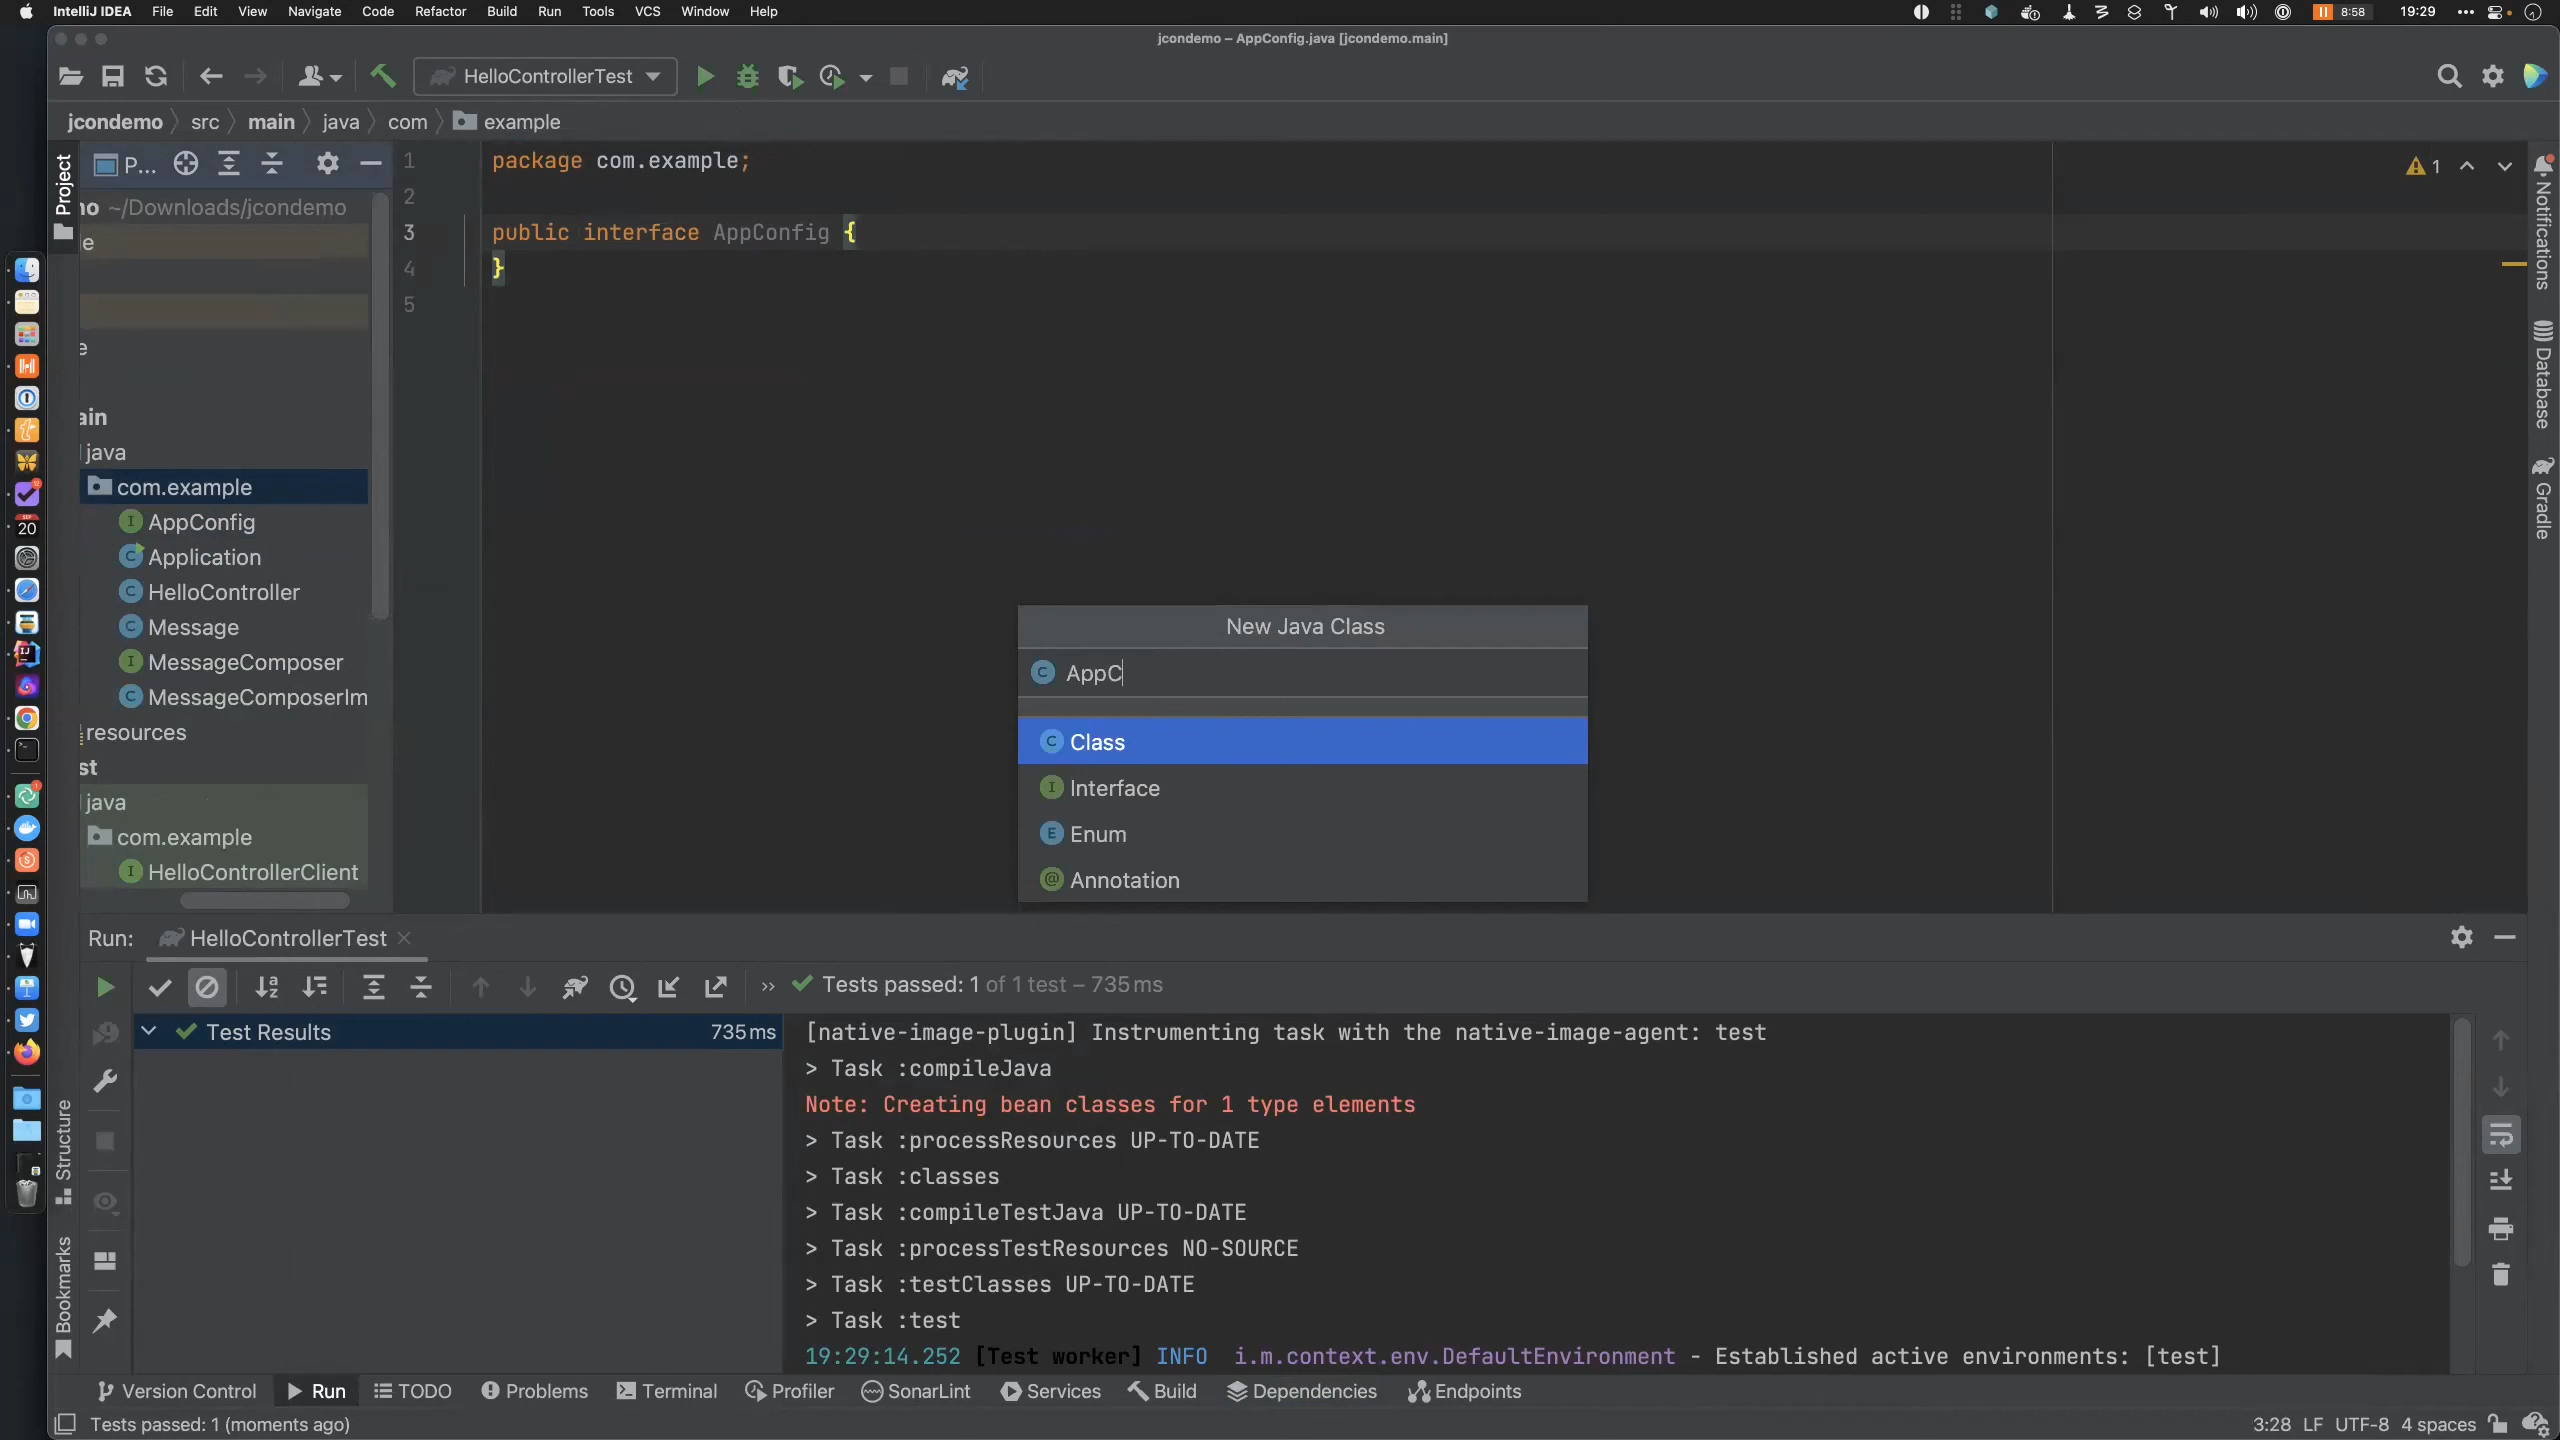 IntelliJ IDEA File Edit View Navigate Code Refactor Build Run Tools VCS Window Help 8:58 19:29
jcondemo – AppConfig.java [jcondemo.main]
HelloControllerTest
jcondemo src main java com example
Project
P...
mo ~/Downloads/jcondemo
e
e
ain
java
com.example
AppConfig
Application
HelloController
Message
MessageComposer
MessageComposerIm
resources
st
java
com.example
HelloControllerClient
1 package com.example;
2
3 public interface AppConfig {
4 }
5
1
Notifications
Database
Gradle
New Java Class
AppC
Class
Interface
Enum
Annotation
Run: HelloControllerTest
Tests passed: 1 of 1 test – 735 ms
Test Results 735 ms
[native-image-plugin] Instrumenting task with the native-image-agent: test
> Task :compileJava
Note: Creating bean classes for 1 type elements
> Task :processResources UP-TO-DATE
> Task :classes
> Task :compileTestJava UP-TO-DATE
> Task :processTestResources NO-SOURCE
> Task :testClasses UP-TO-DATE
> Task :test
19:29:14.252 [Test worker] INFO i.m.context.env.DefaultEnvironment - Established active environments: [test]
Structure
Bookmarks
Version Control Run TODO Problems Terminal Profiler SonarLint Services Build Dependencies Endpoints
Tests passed: 1 (moments ago) 3:28 LF UTF-8 4 spaces
20